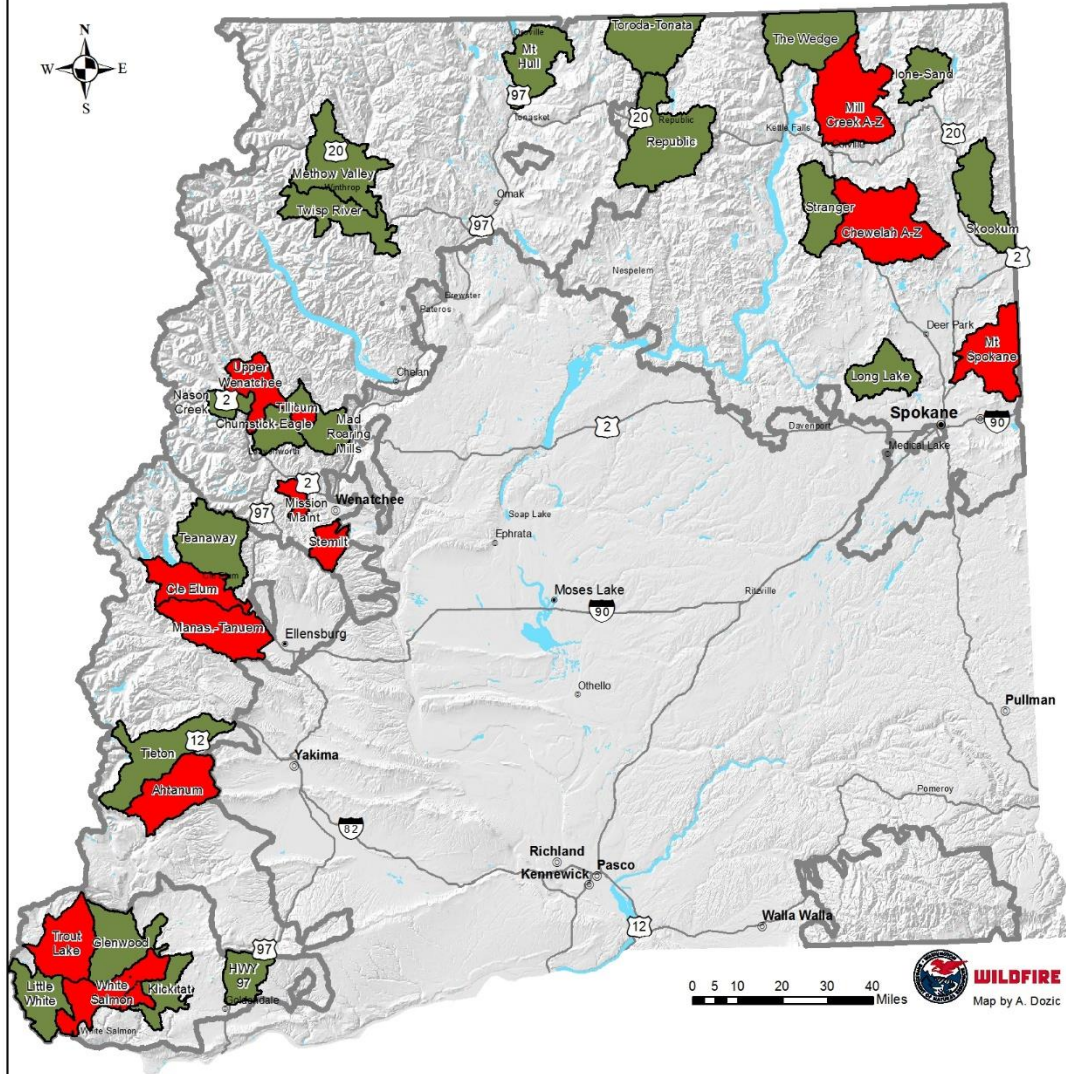 N
W
E
S
Oroville
Mt
Hull
97
Tonasket
Toroda-Tonata
20
Republic
Republic
The Wedge
Kettle Falls
Mill
Creek A-Z
Colville
Ione-Sand
20
20
Methow Valley
Winthrop
Twisp River
Omak
97
Stranger
Chewelah A-Z
Skookum
2
Nespelem
Brewster
Pateros
Deer Park
Mt
Spokane
Chelan
Upper
Wenatchee
Nason
Creek
2
Tillicum
Chumstick-Eagle
Mad
Roaring
Mills
Long Lake
Spokane
90
2
Davenport
Medical Lake
2
Mission
Maint
Wenatchee
97
Stemilt
Soap Lake
Ephrata
Teanaway
Cle Elum
Manas.-Tanuem
Ellensburg
Moses Lake
90
Ritzville
Othello
Pullman
Tieton
12
Ahtanum
Yakima
Pomeroy
82
Richland
Pasco
Kennewick
12
Walla Walla
Trout
Lake
Glenwood
97
HWY
97
Little
White
White
Salmon
Klickitat
Goldendale
White Salmon
0 5 10 20 30 40
Miles
WILDFIRE
Map by A. Dozic